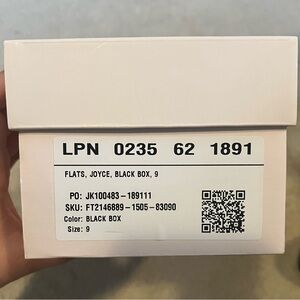 LPN 0235 62 1891
FLATS, JOYCE, BLACK BOX, 9
PO: JK100483-189111
SKU: FT2146889-1505-83090
Color: BLACK BOX
Size: 9